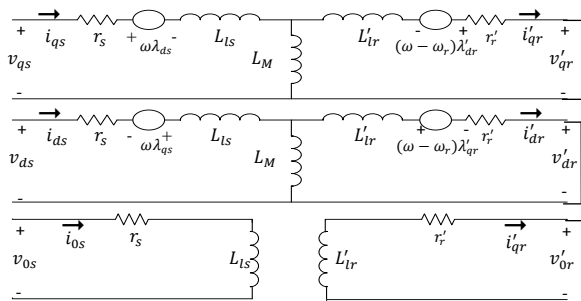 + i_qs r_s + ωλ_ds - L_ls L'_lr - (ω − ω_r)λ'_dr + r'_r i'_qr +
v_qs L_M v'_qr
- -
+ i_ds r_s - ωλ_qs + L_ls L'_lr + (ω − ω_r)λ'_qr - r'_r i'_dr +
v_ds L_M v'_dr
- -
+ i_0s r_s r'_r i'_qr +
v_0s L_ls L'_lr v'_0r
- -